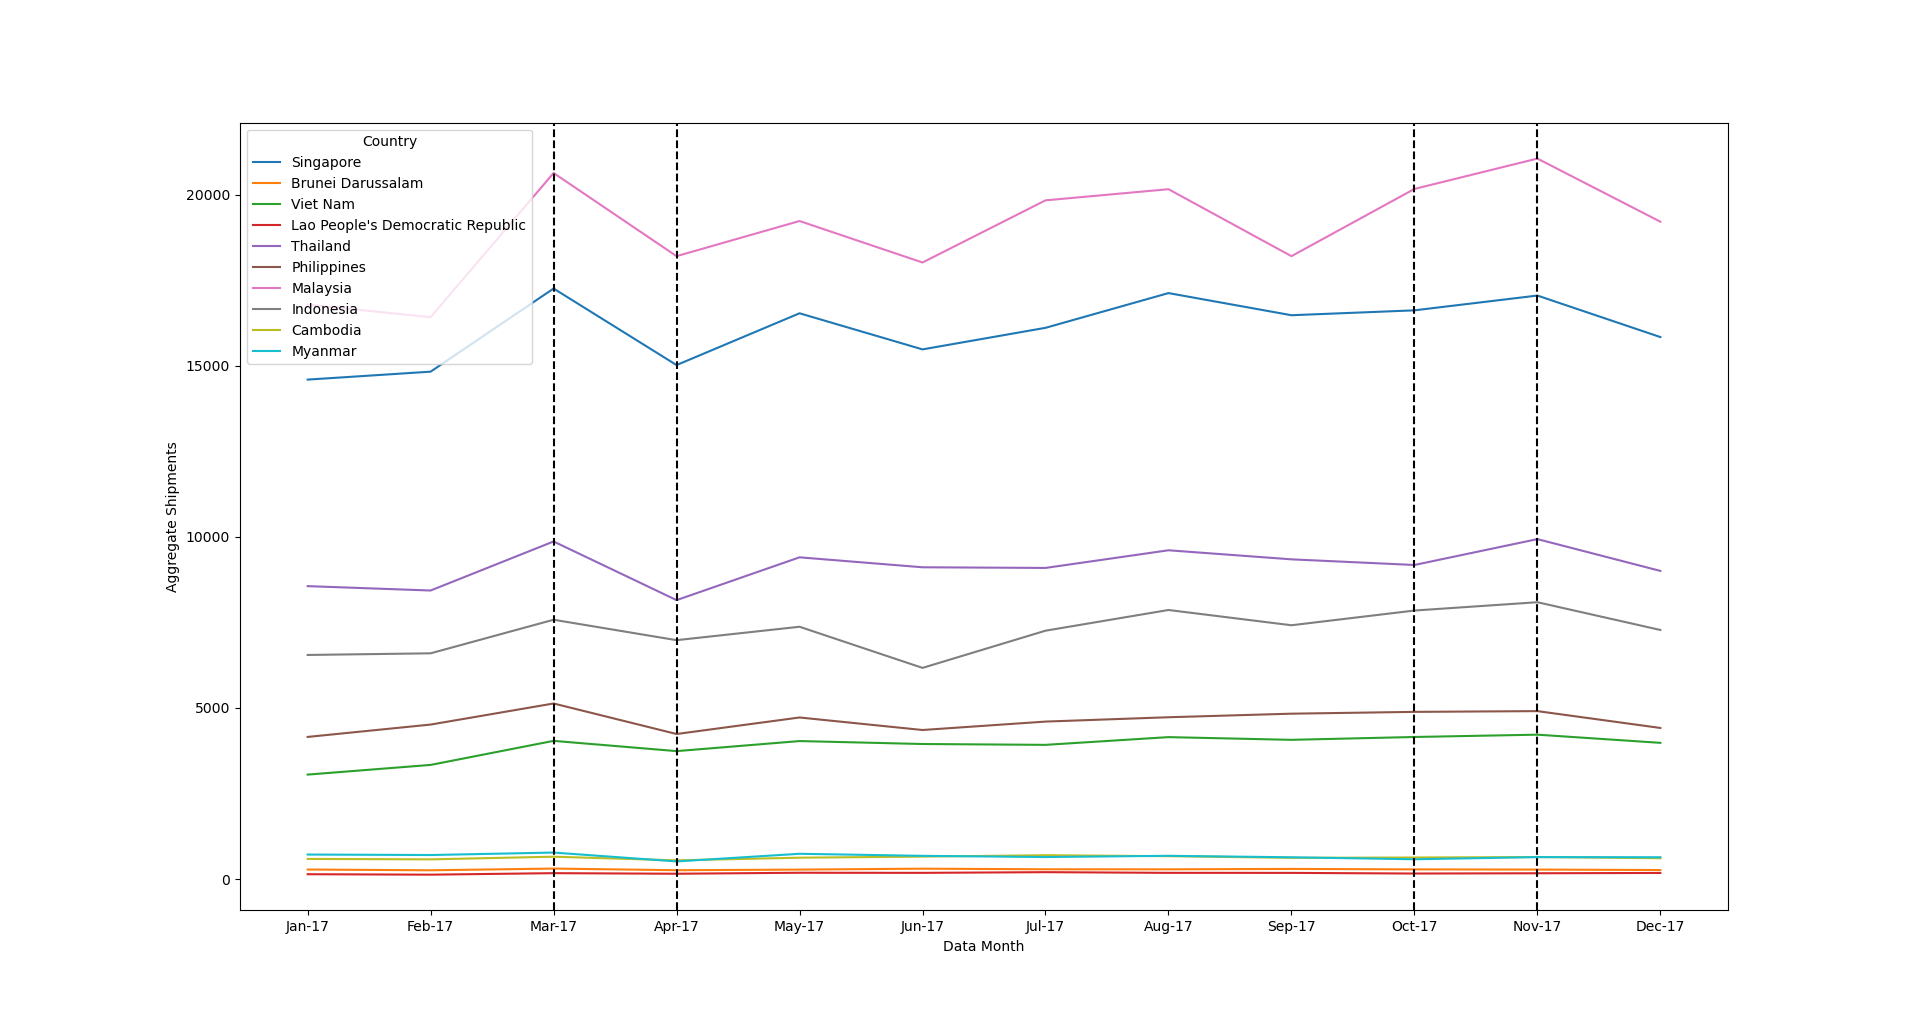 Country
Singapore
Brunei Darussalam
Viet Nam
Lao People's Democratic Republic
Thailand
Philippines
Malaysia
Indonesia
Cambodia
Myanmar
20000
15000
10000
5000
0
Aggregate Shipments
Jan-17 Feb-17 Mar-17 Apr-17 May-17 Jun-17 Jul-17 Aug-17 Sep-17 Oct-17 Nov-17 Dec-17
Data Month